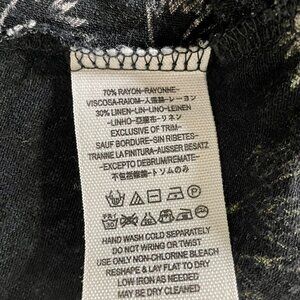 70% RAYON-RAYONNE-
VISCOSA-RAIOM-人造絲-レーヨン
30% LINEN-LIN-LINO-LEINEN
-LINHO-亞麻布-リネン
EXCLUSIVE OF TRIM-
SAUF BORDURE-SIN RIBETES-
TRANNE LA FINITURA-AUSSER BESATZ
-EXCEPTO DEBRUM/REMATE-
不包括褶綸-トリムのみ
HAND WASH COLD SEPARATELY
DO NOT WRING OR TWIST
USE ONLY NON-CHLORINE BLEACH
RESHAPE & LAY FLAT TO DRY
LOW IRON AS NEEDED
MAY BE DRY CLEANED